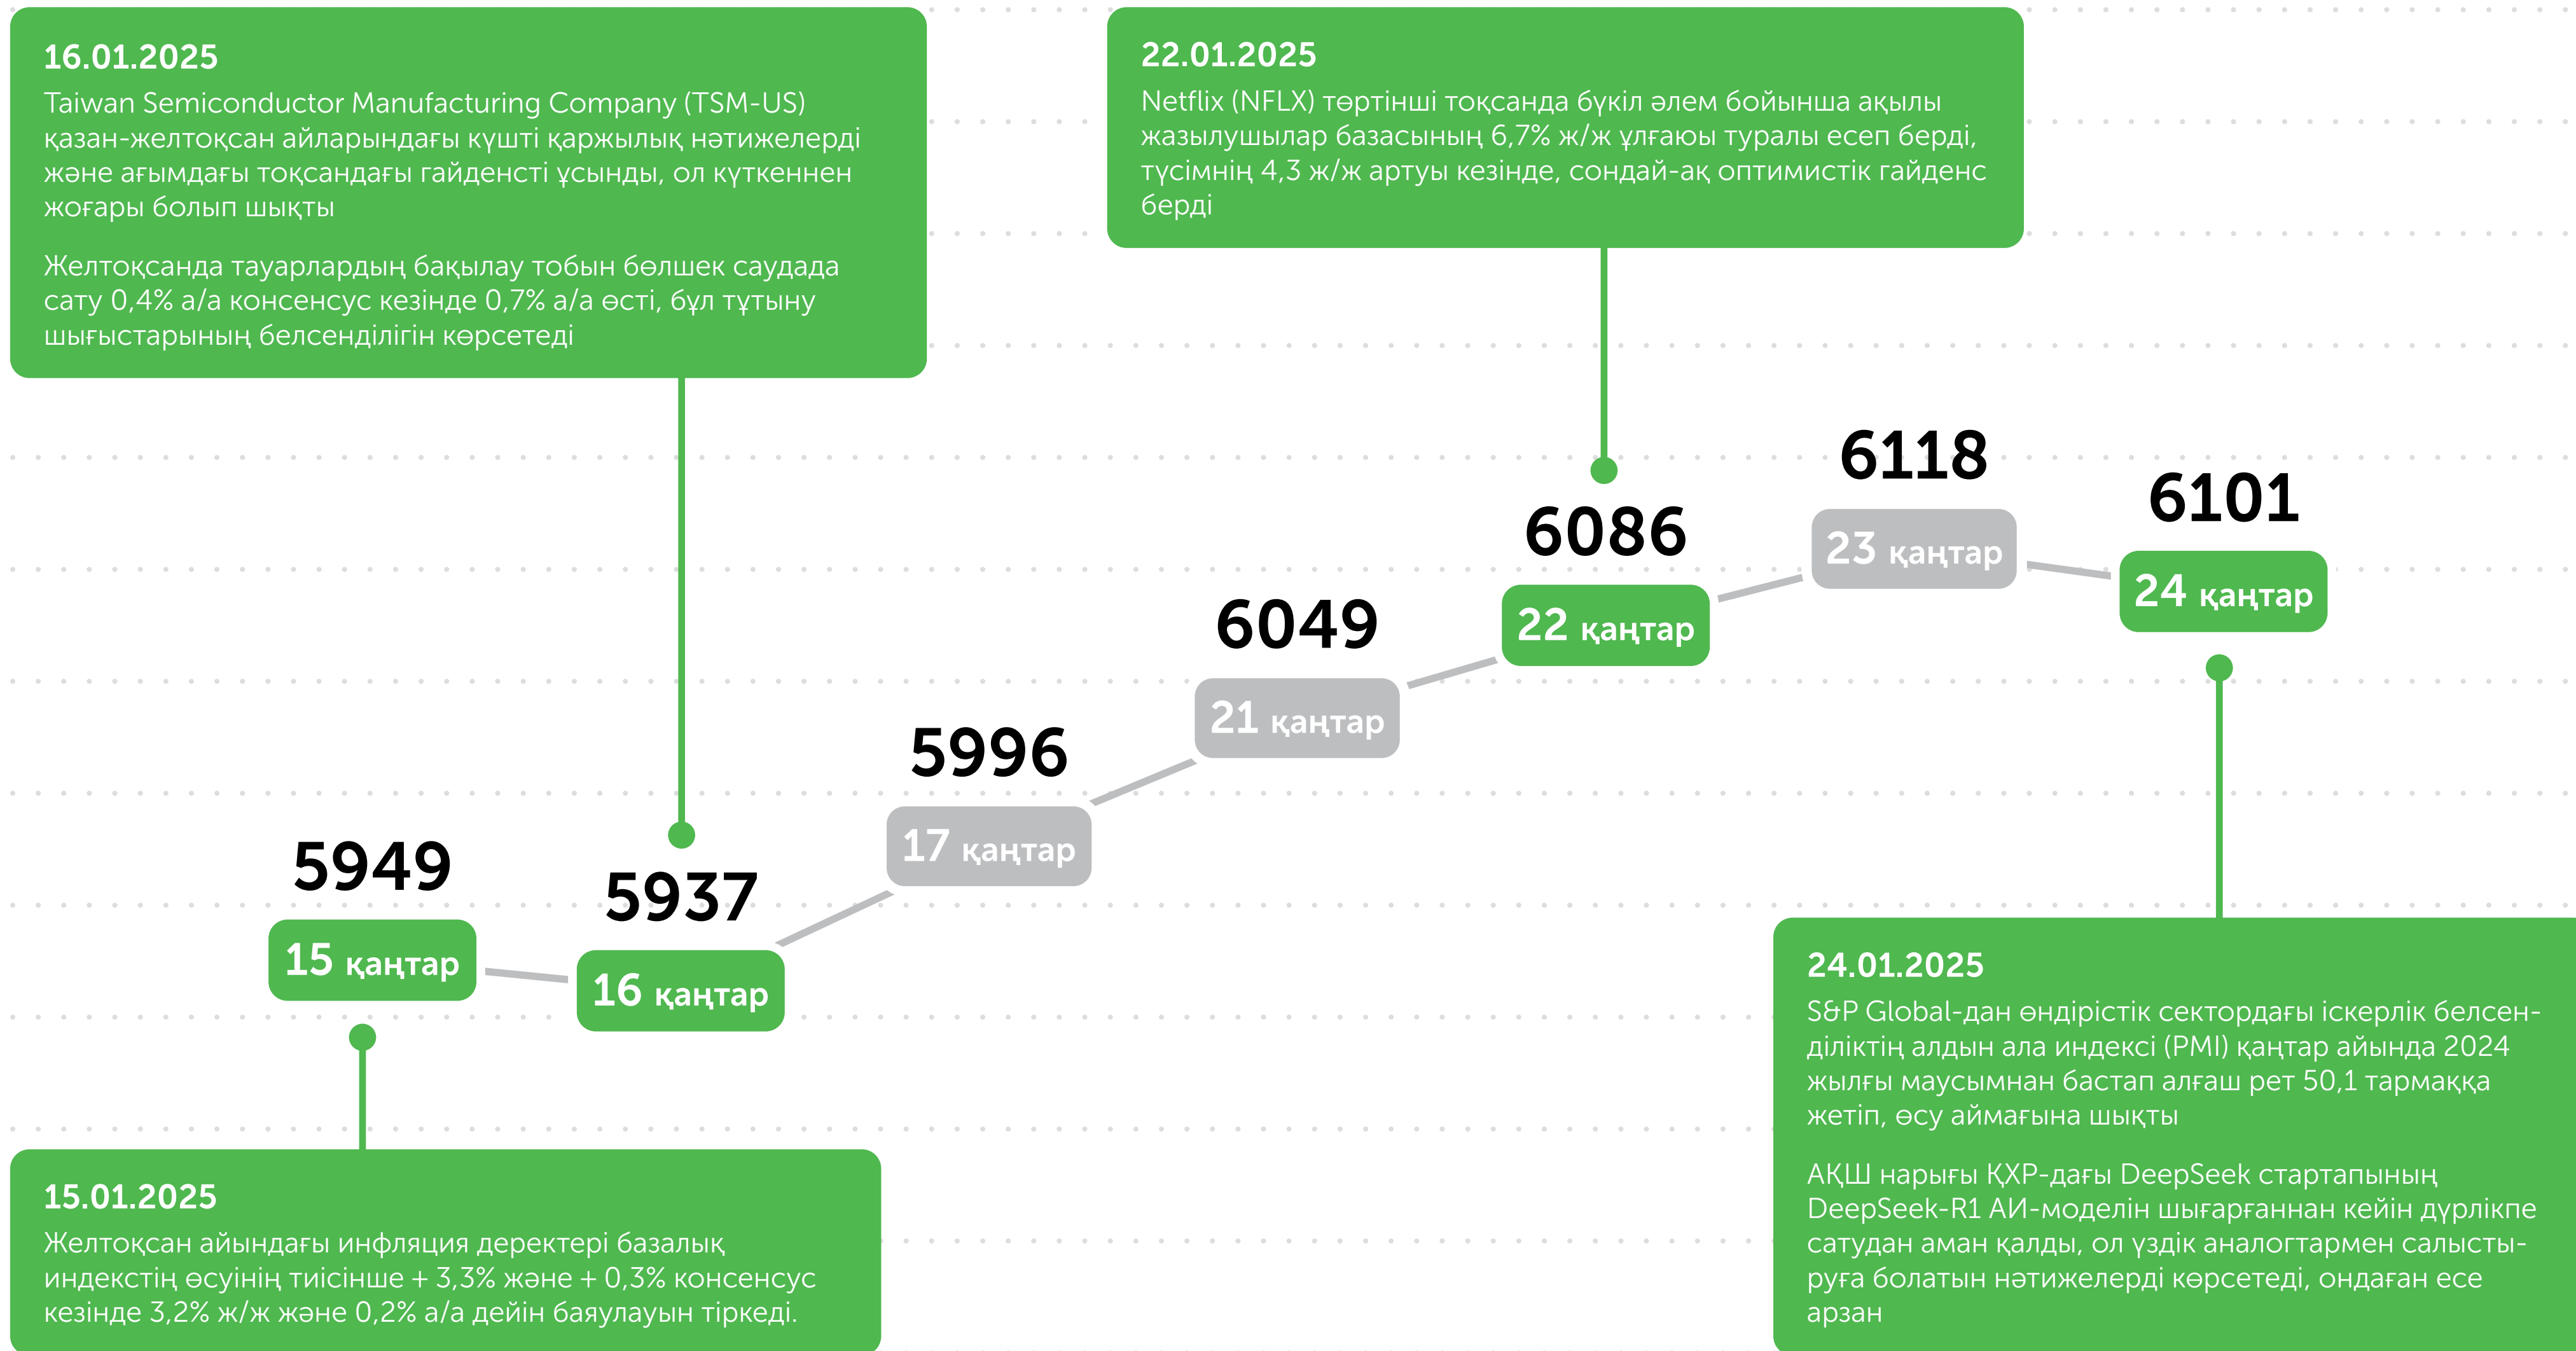 16.01.2025
Taiwan Semiconductor Manufacturing Company (TSM-US)
қазан-желтоқсан айларындағы күшті қаржылық нәтижелерді
және ағымдағы тоқсандағы гайденсті ұсынды, ол күткеннен
жоғары болып шықты
Желтоқсанда тауарлардың бақылау тобын бөлшек саудада
сату 0,4% а/а консенсус кезінде 0,7% а/а өсті, бұл тұтыну
шығыстарының белсенділігін көрсетеді
22.01.2025
Netflix (NFLX) төртінші тоқсанда бүкіл әлем бойынша ақылы
жазылушылар базасының 6,7% ж/ж ұлғаюы туралы есеп берді,
түсімнің 4,3 ж/ж артуы кезінде, сондай-ақ оптимистік гайденс
берді
5949
15 қаңтар
5937
16 қаңтар
5996
17 қаңтар
6049
21 қаңтар
6086
22 қаңтар
6118
23 қаңтар
6101
24 қаңтар
15.01.2025
Желтоқсан айындағы инфляция деректері базалық
индекстің өсуінің тиісінше + 3,3% және + 0,3% консенсус
кезінде 3,2% ж/ж және 0,2% а/а дейін баяулауын тіркеді.
24.01.2025
S&P Global-дан өндірістік сектордағы іскерлік белсен-
діліктің алдын ала индексі (PMI) қаңтар айында 2024
жылғы маусымнан бастап алғаш рет 50,1 тармаққа
жетіп, өсу аймағына шықты
АҚШ нарығы ҚХР-дағы DeepSeek стартапының
DeepSeek-R1 АИ-моделін шығарғаннан кейін дүрлікпе
сатудан аман қалды, ол үздік аналогтармен салысты-
руға болатын нәтижелерді көрсетеді, ондаған есе
арзан